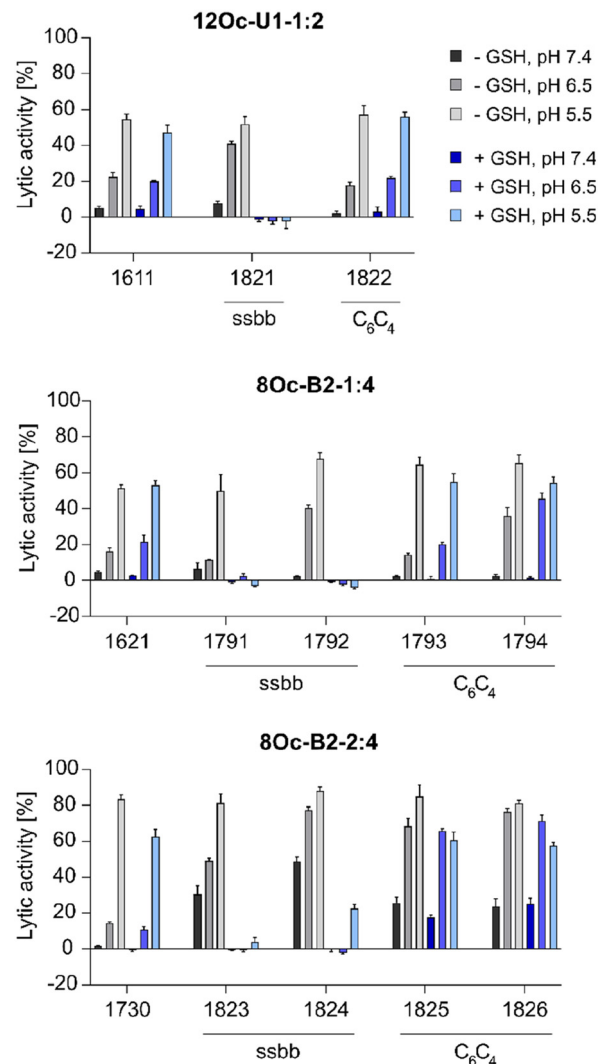 12Oc-U1-1:2
Lytic activity [%]
100
80
60
40
20
0
-20
1611 1821 1822
ssbb C6C4
- GSH, pH 7.4
- GSH, pH 6.5
- GSH, pH 5.5
+ GSH, pH 7.4
+ GSH, pH 6.5
+ GSH, pH 5.5
8Oc-B2-1:4
Lytic activity [%]
100
80
60
40
20
0
-20
1621 1791 1792 1793 1794
ssbb C6C4
8Oc-B2-2:4
Lytic activity [%]
100
80
60
40
20
0
-20
1730 1823 1824 1825 1826
ssbb C6C4